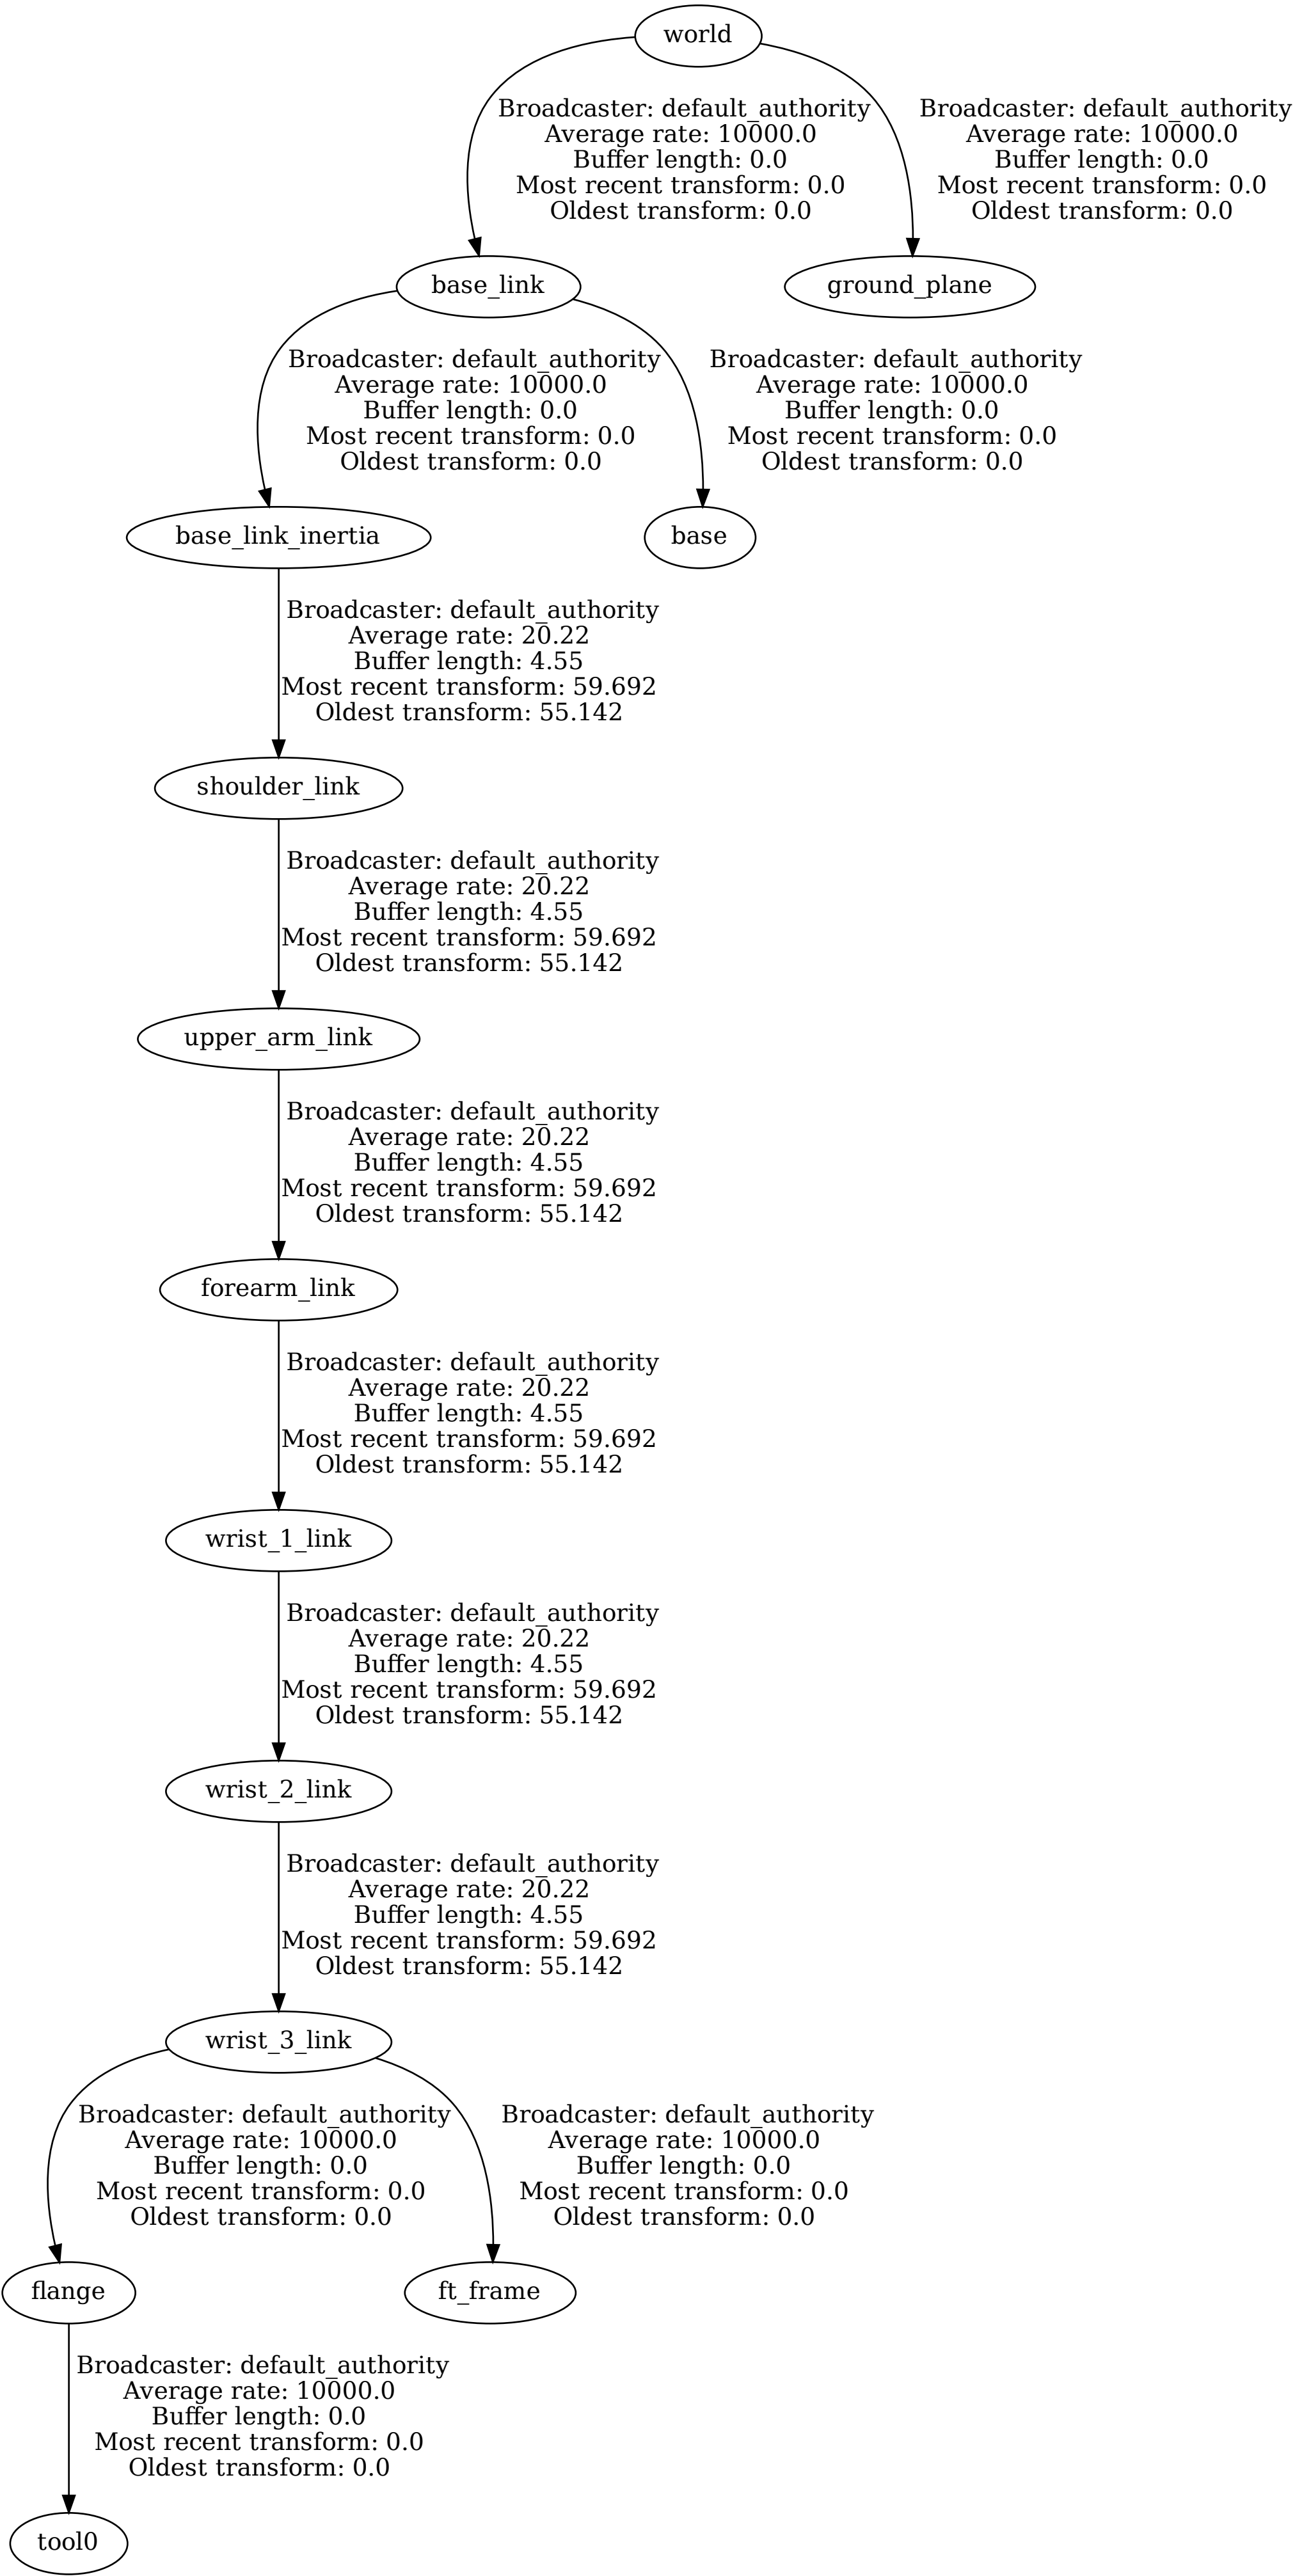 world
Broadcaster: default_authority
Average rate: 10000.0
Buffer length: 0.0
Most recent transform: 0.0
Oldest transform: 0.0
Broadcaster: default_authority
Average rate: 10000.0
Buffer length: 0.0
Most recent transform: 0.0
Oldest transform: 0.0
base_link
ground_plane
Broadcaster: default_authority
Average rate: 10000.0
Buffer length: 0.0
Most recent transform: 0.0
Oldest transform: 0.0
Broadcaster: default_authority
Average rate: 10000.0
Buffer length: 0.0
Most recent transform: 0.0
Oldest transform: 0.0
base_link_inertia
base
Broadcaster: default_authority
Average rate: 20.22
Buffer length: 4.55
Most recent transform: 59.692
Oldest transform: 55.142
shoulder_link
Broadcaster: default_authority
Average rate: 20.22
Buffer length: 4.55
Most recent transform: 59.692
Oldest transform: 55.142
upper_arm_link
Broadcaster: default_authority
Average rate: 20.22
Buffer length: 4.55
Most recent transform: 59.692
Oldest transform: 55.142
forearm_link
Broadcaster: default_authority
Average rate: 20.22
Buffer length: 4.55
Most recent transform: 59.692
Oldest transform: 55.142
wrist_1_link
Broadcaster: default_authority
Average rate: 20.22
Buffer length: 4.55
Most recent transform: 59.692
Oldest transform: 55.142
wrist_2_link
Broadcaster: default_authority
Average rate: 20.22
Buffer length: 4.55
Most recent transform: 59.692
Oldest transform: 55.142
wrist_3_link
Broadcaster: default_authority
Average rate: 10000.0
Buffer length: 0.0
Most recent transform: 0.0
Oldest transform: 0.0
Broadcaster: default_authority
Average rate: 10000.0
Buffer length: 0.0
Most recent transform: 0.0
Oldest transform: 0.0
flange
ft_frame
Broadcaster: default_authority
Average rate: 10000.0
Buffer length: 0.0
Most recent transform: 0.0
Oldest transform: 0.0
tool0